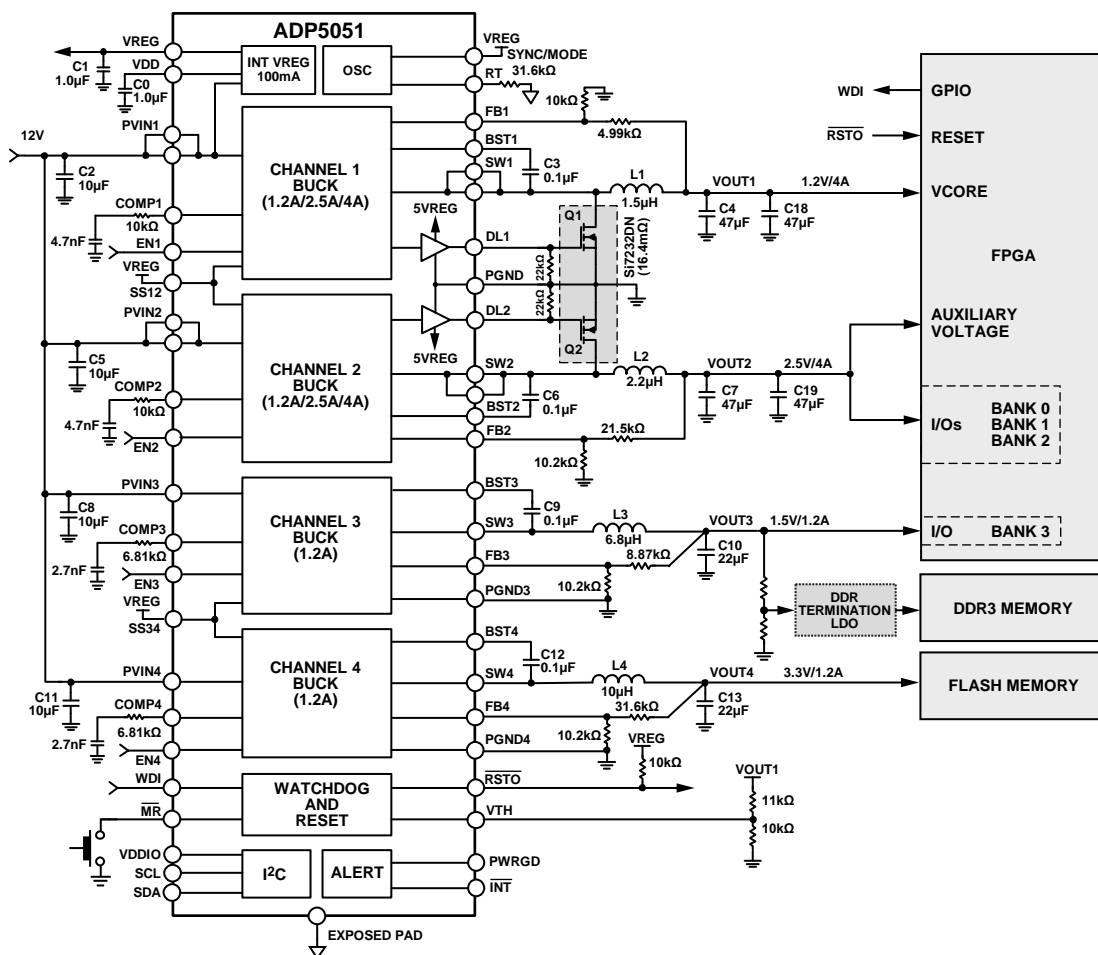 ADP5051
VREG
C1
1.0µF
VDD
C0
1.0µF
INT VREG
100mA
OSC
VREG
SYNC/MODE
RT
31.6kΩ
12V
PVIN1
C2
10µF
COMP1
10kΩ
4.7nF
EN1
VREG
SS12
CHANNEL 1
BUCK
(1.2A/2.5A/4A)
FB1
10kΩ
4.99kΩ
BST1
SW1
C3
0.1µF
L1
1.5µH
VOUT1
1.2V/4A
C4
47µF
C18
47µF
5VREG
DL1
PGND
DL2
5VREG
22kΩ
22kΩ
Q1
Q2
Si7232DN
(16.4mΩ)
PVIN2
C5
10µF
COMP2
10kΩ
4.7nF
EN2
CHANNEL 2
BUCK
(1.2A/2.5A/4A)
SW2
BST2
C6
0.1µF
FB2
L2
2.2µH
21.5kΩ
10.2kΩ
VOUT2
2.5V/4A
C7
47µF
C19
47µF
PVIN3
C8
10µF
COMP3
6.81kΩ
2.7nF
EN3
VREG
SS34
CHANNEL 3
BUCK
(1.2A)
BST3
SW3
FB3
PGND3
C9
0.1µF
L3
6.8µH
8.87kΩ
10.2kΩ
VOUT3
1.5V/1.2A
C10
22µF
PVIN4
C11
10µF
COMP4
6.81kΩ
2.7nF
EN4
CHANNEL 4
BUCK
(1.2A)
BST4
SW4
FB4
PGND4
C12
0.1µF
L4
10µH
31.6kΩ
10.2kΩ
VOUT4
3.3V/1.2A
C13
22µF
WDI
MR
WATCHDOG
AND
RESET
RSTO
VREG
10kΩ
VTH
VOUT1
11kΩ
10kΩ
VDDIO
SCL
SDA
I²C
ALERT
PWRGD
INT
EXPOSED PAD
WDI
GPIO
RSTO
RESET
VCORE
FPGA
AUXILIARY
VOLTAGE
I/Os
BANK 0
BANK 1
BANK 2
I/O
BANK 3
DDR
TERMINATION
LDO
DDR3 MEMORY
FLASH MEMORY